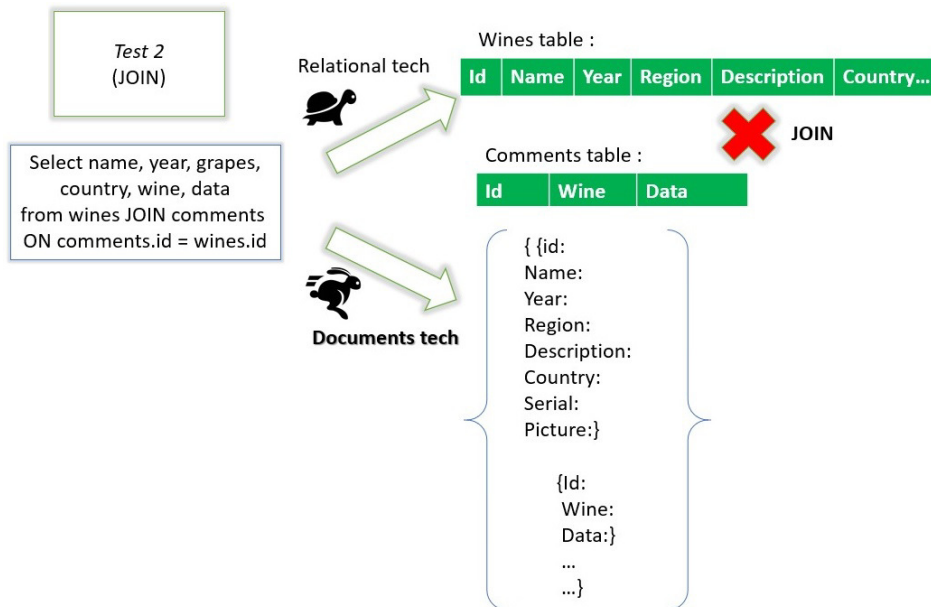 Test 2
(JOIN)
Select name, year, grapes,
country, wine, data
from wines JOIN comments
ON comments.id = wines.id
Relational tech
Wines table :
Id Name Year Region Description Country...
JOIN
Comments table :
Id Wine Data
Documents tech
{ {id:
Name:
Year:
Region:
Description:
Country:
Serial:
Picture:}
{Id:
Wine:
Data:}
...
...}